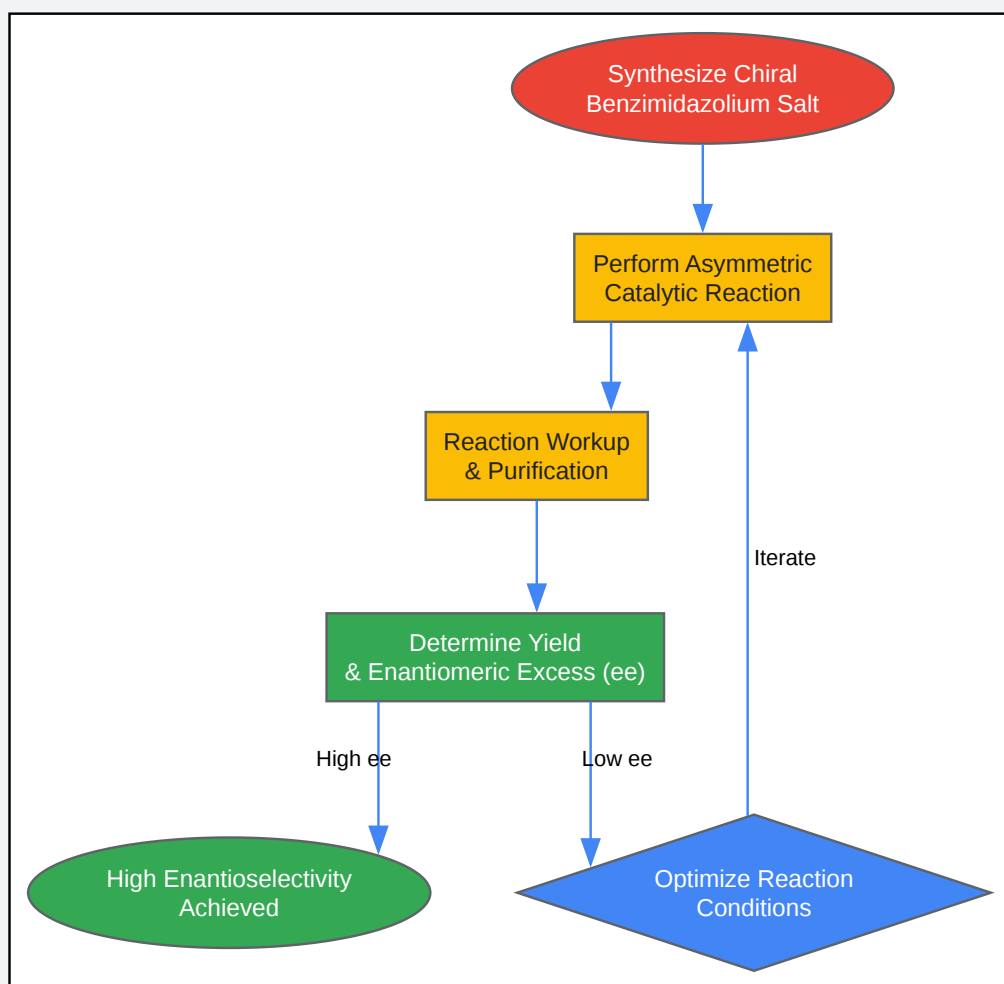 Synthesize Chiral
Benzimidazolium Salt
Perform Asymmetric
Catalytic Reaction
Reaction Workup
& Purification
Iterate
Determine Yield
& Enantiomeric Excess (ee)
High ee
Low ee
High Enantioselectivity
Achieved
Optimize Reaction
Conditions